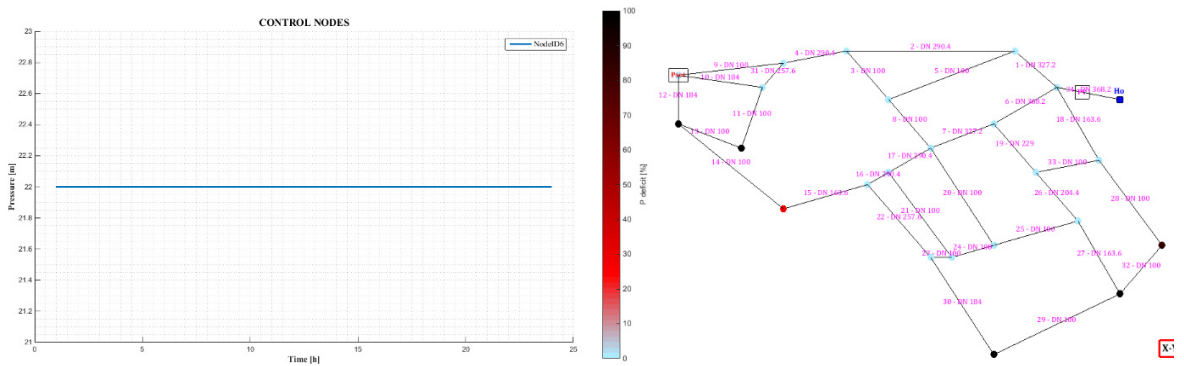 CONTROL NODES
NodeID6
23
22.8
22.6
22.4
22.2
22
21.8
21.6
21.4
21.2
21
Pressure [m]
0
5
10
15
20
25
Time [h]
100
90
80
70
60
50
40
30
20
10
0
P deficit [%]
2 - DN 290.4
4 - DN 290.4
9 - DN 100
31 - DN 257.6
10 - DN 184
3 - DN 100
5 - DN 100
1 - DN 327.2
12 - DN 184
34 - DN 368.2
Ho
11 - DN 100
6 - DN 368.2
8 - DN 100
18 - DN 163.6
13 - DN 100
7 - DN 327.2
19 - DN 229
14 - DN 100
17 - DN 290.4
33 - DN 100
16 - DN 290.4
15 - DN 163.6
20 - DN 100
26 - DN 204.4
28 - DN 100
21 - DN 100
22 - DN 257.6
25 - DN 100
24 - DN 100
23 - DN 100
27 - DN 163.6
32 - DN 100
30 - DN 184
29 - DN 100
X-